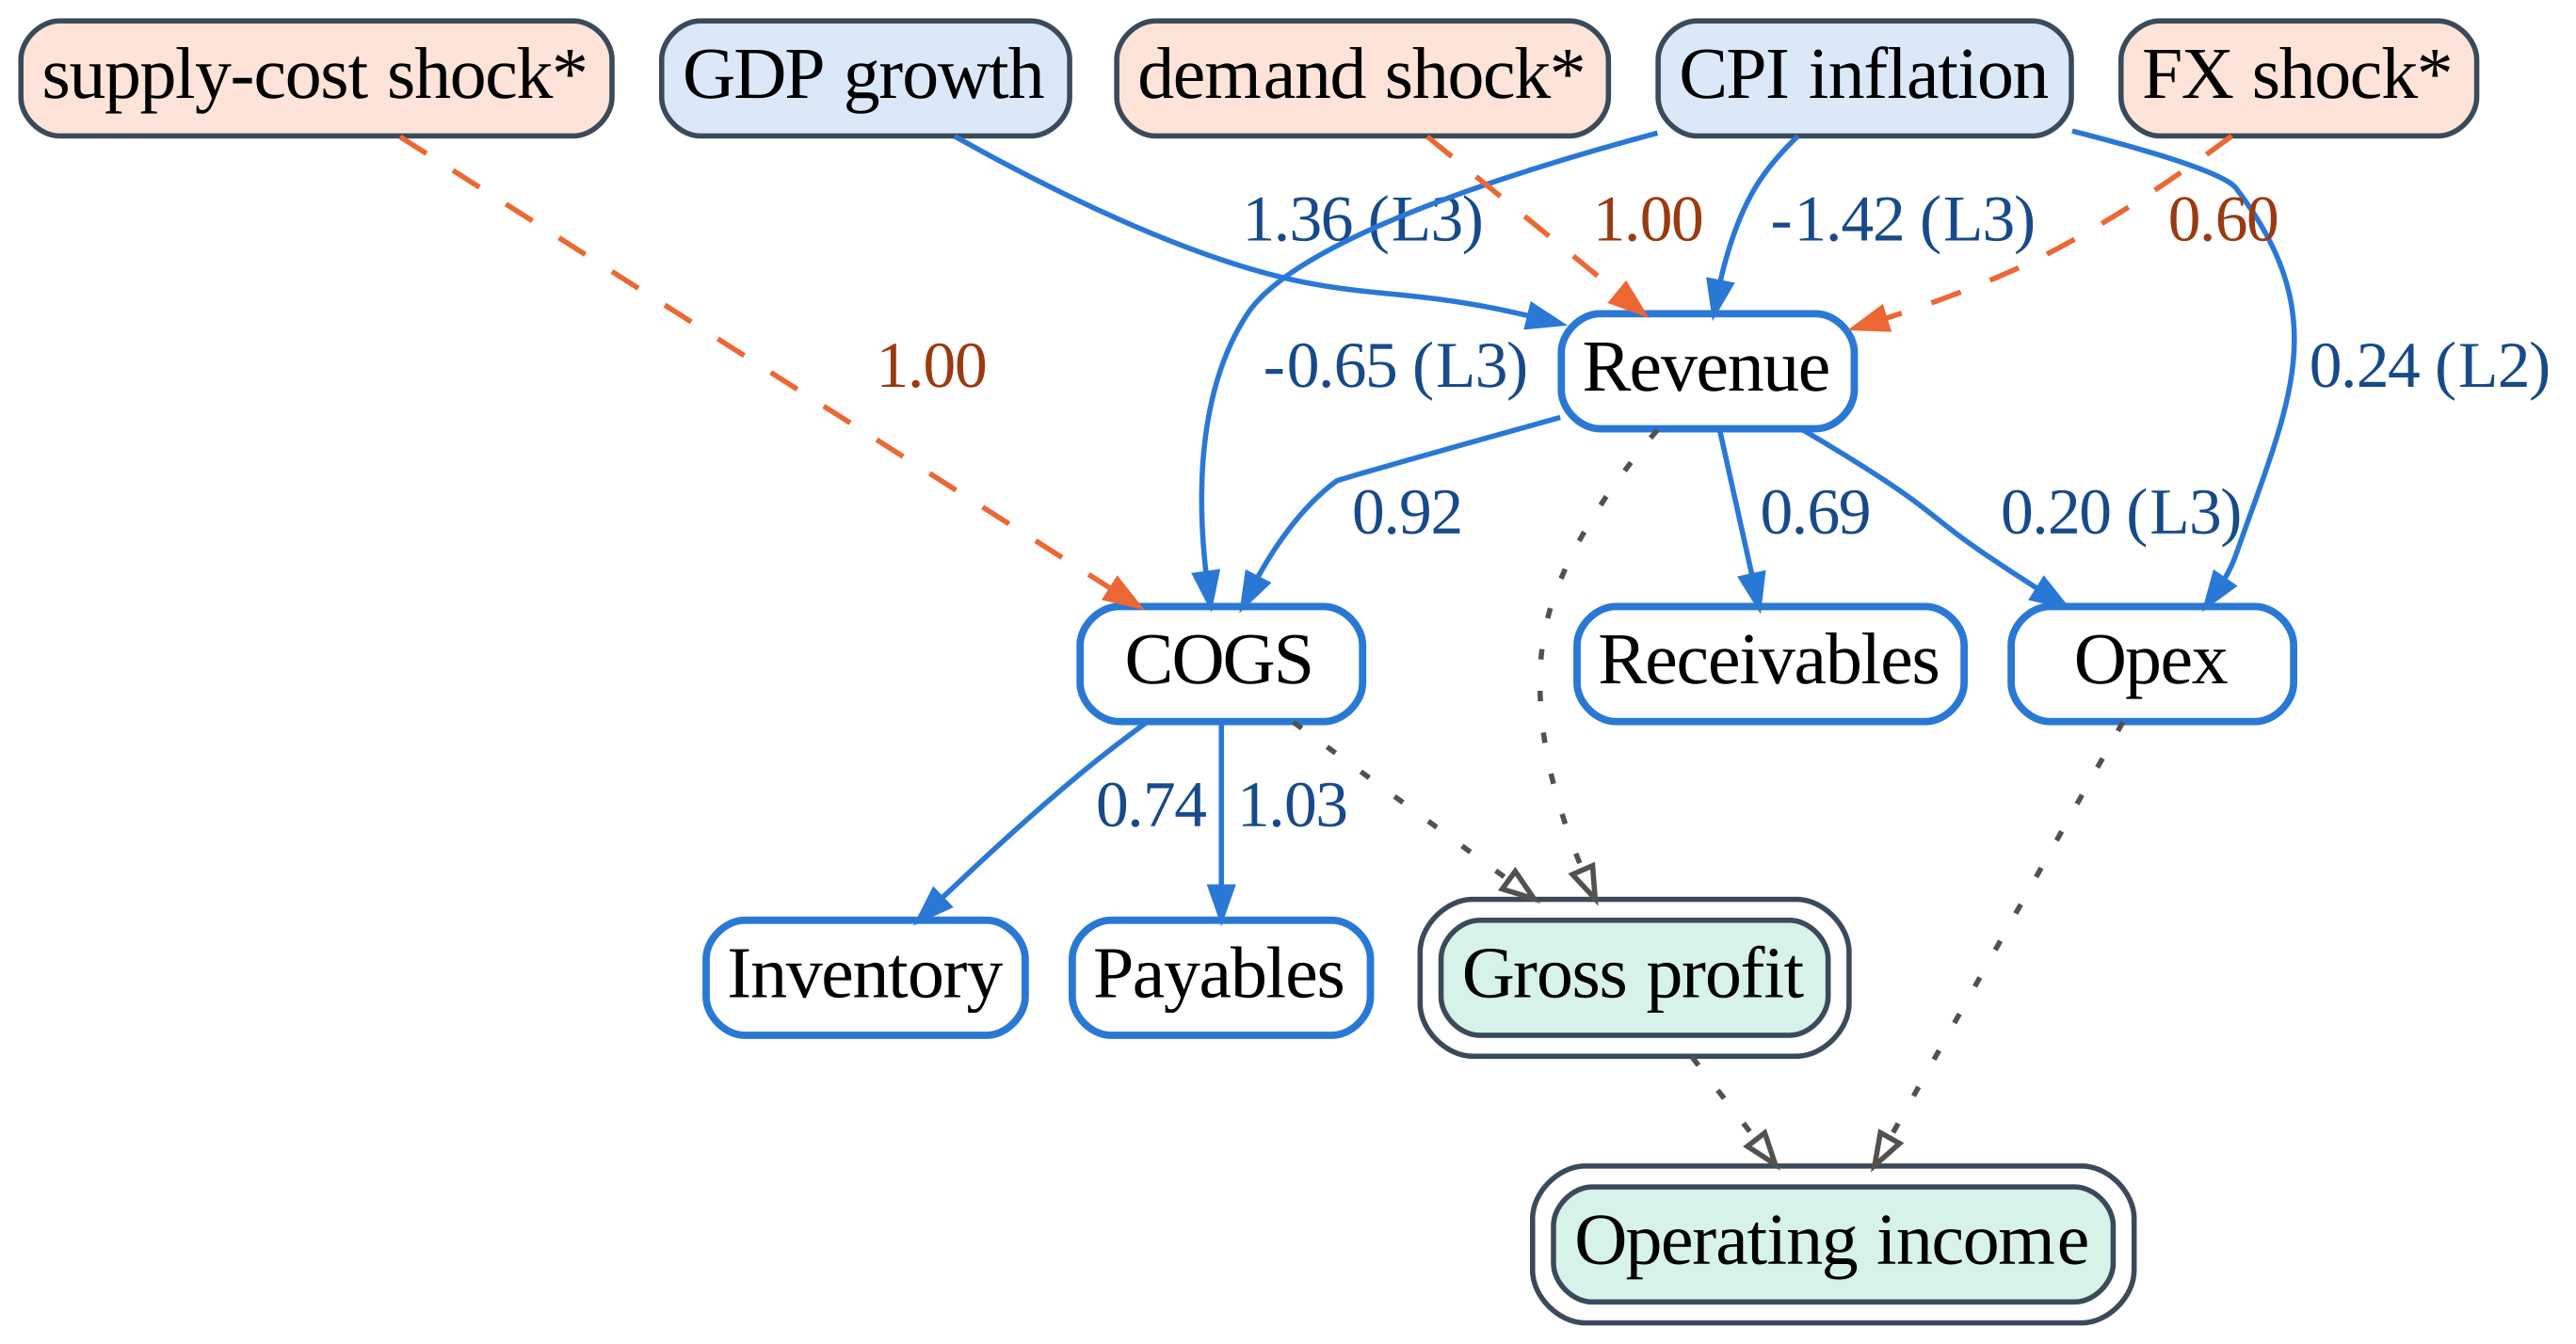 supply-cost shock*
GDP growth
demand shock*
CPI inflation
FX shock*
1.36 (L3)
1.00
-1.42 (L3)
0.60
1.00
-0.65 (L3)
Revenue
0.24 (L2)
0.92
0.69
0.20 (L3)
COGS
Receivables
Opex
0.74
1.03
Inventory
Payables
Gross profit
Operating income